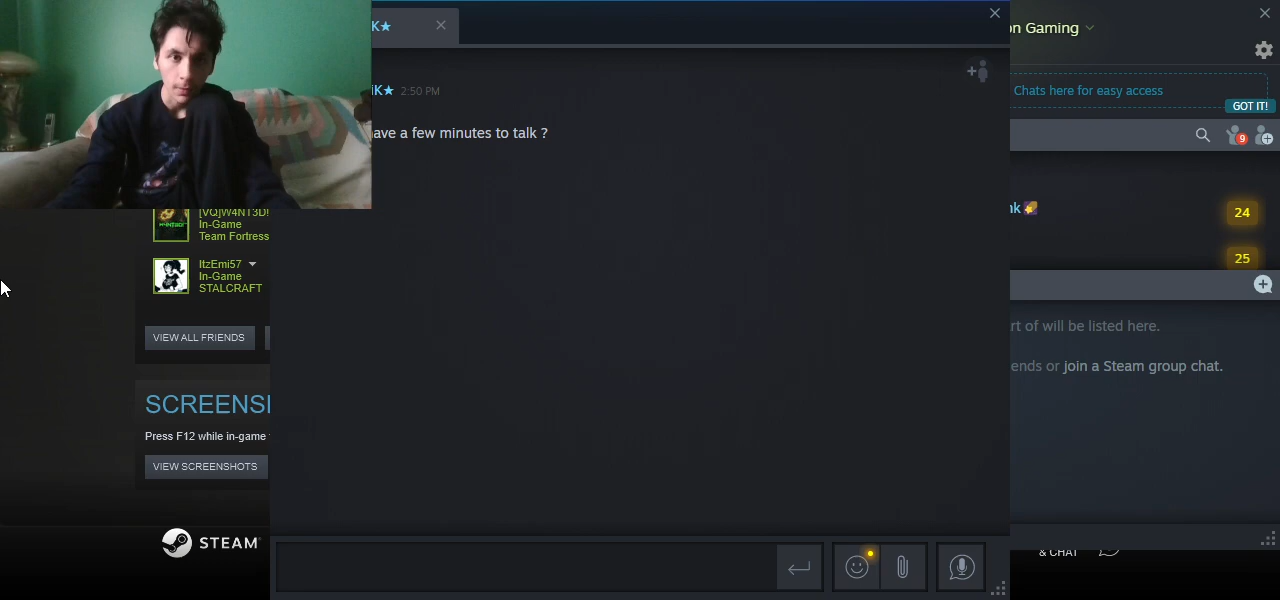 K★
on Gaming
iK★ 2:50 PM
Chats here for easy access
GOT IT!
ave a few minutes to talk ?
9
[VQ]W4NT3D!
In-Game
Team Fortress
nk
24
25
ItzEmi57
In-Game
STALCRAFT
rt of will be listed here.
VIEW ALL FRIENDS
ends or join a Steam group chat.
SCREENS
Press F12 while in-game
VIEW SCREENSHOTS
STEAM
& CHAT